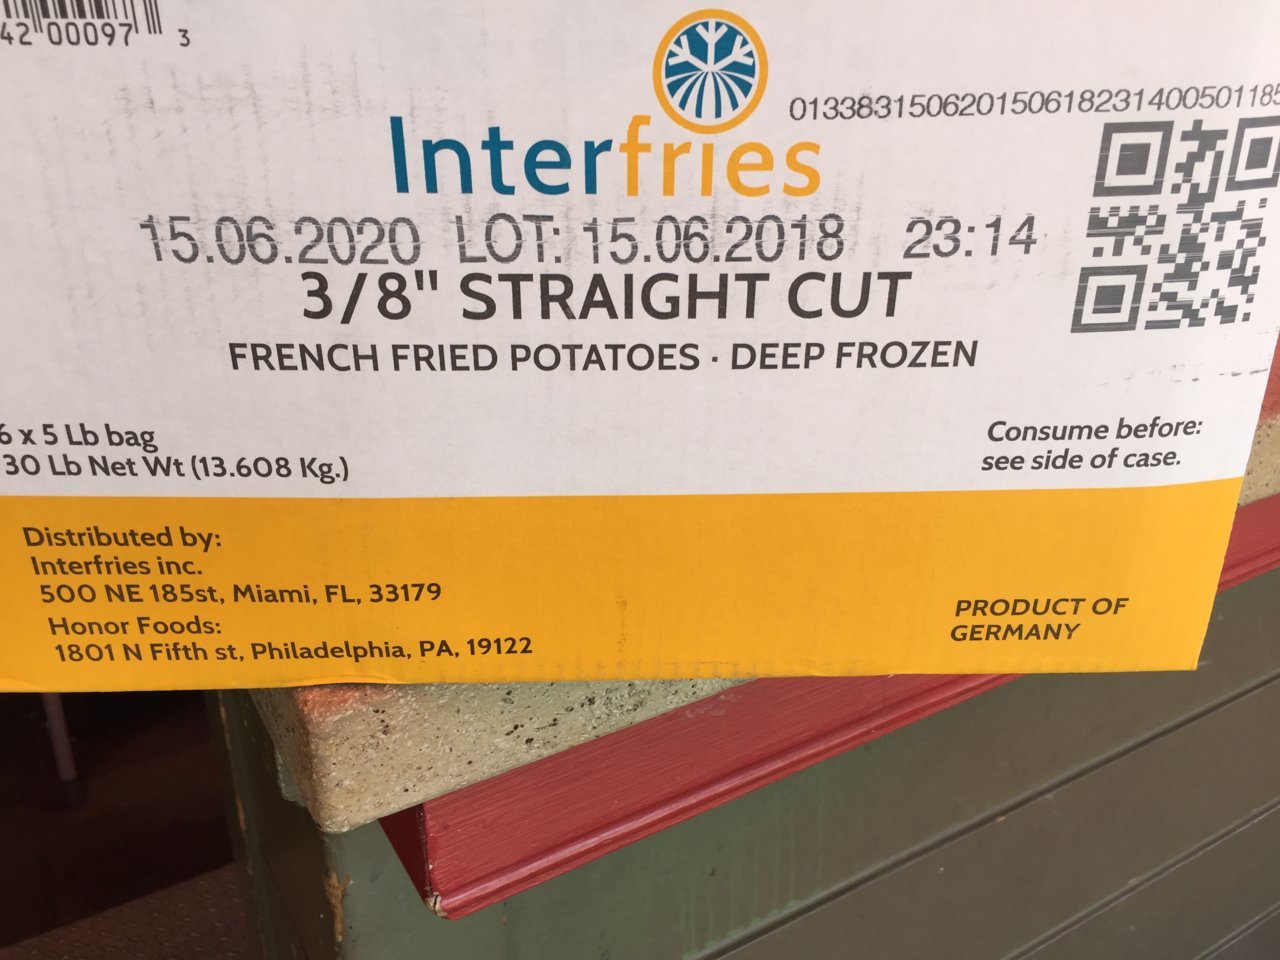 42 00097 3
Interfries
15.06.2020 LOT: 15.06.2018 23:14
3/8" STRAIGHT CUT
FRENCH FRIED POTATOES · DEEP FROZEN
6 x 5 Lb bag
30 Lb Net Wt (13.608 Kg.)
Consume before:
see side of case.
Distributed by:
Interfries inc.
500 NE 185st, Miami, FL, 33179
Honor Foods:
1801 N Fifth st, Philadelphia, PA, 19122
PRODUCT OF
GERMANY